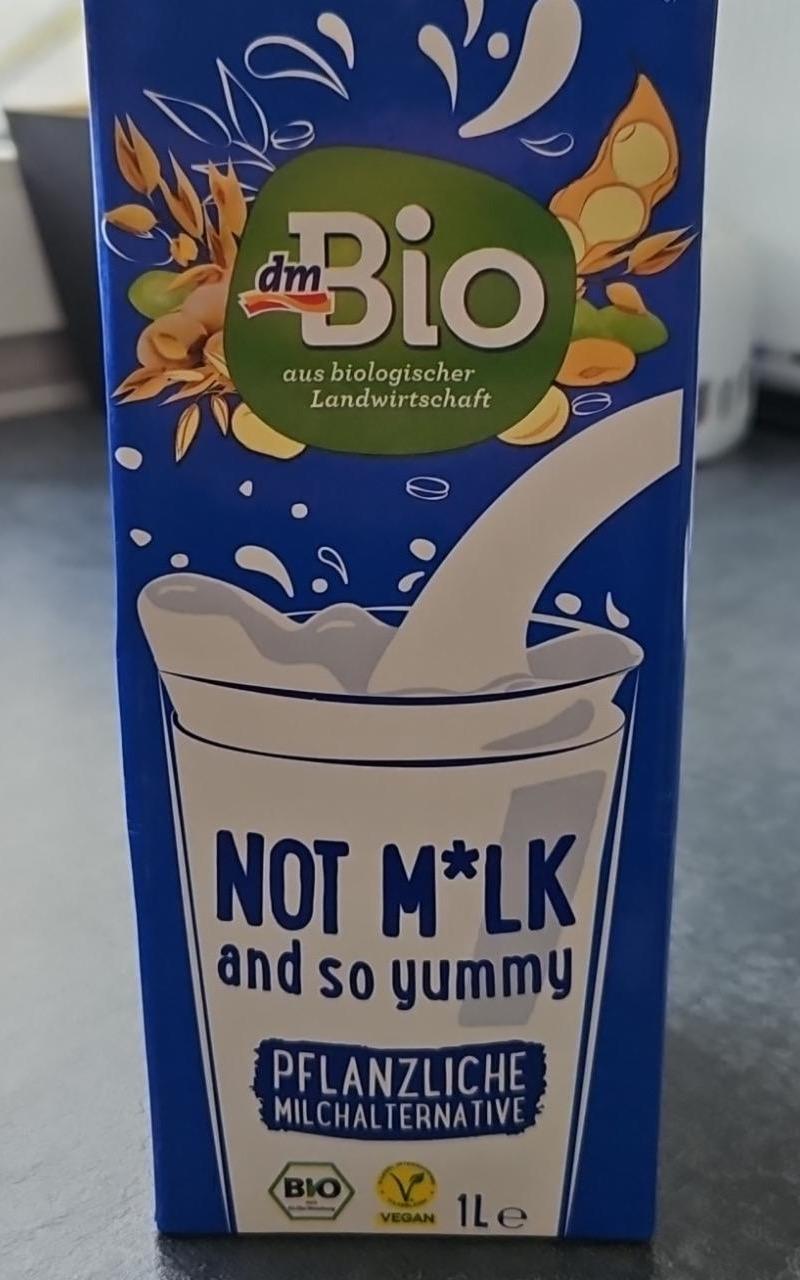 dm Bio
aus biologischer
Landwirtschaft
NOT M*LK
and so yummy
PFLANZLICHE
MILCHALTERNATIVE
BIO
VEGAN
1L e